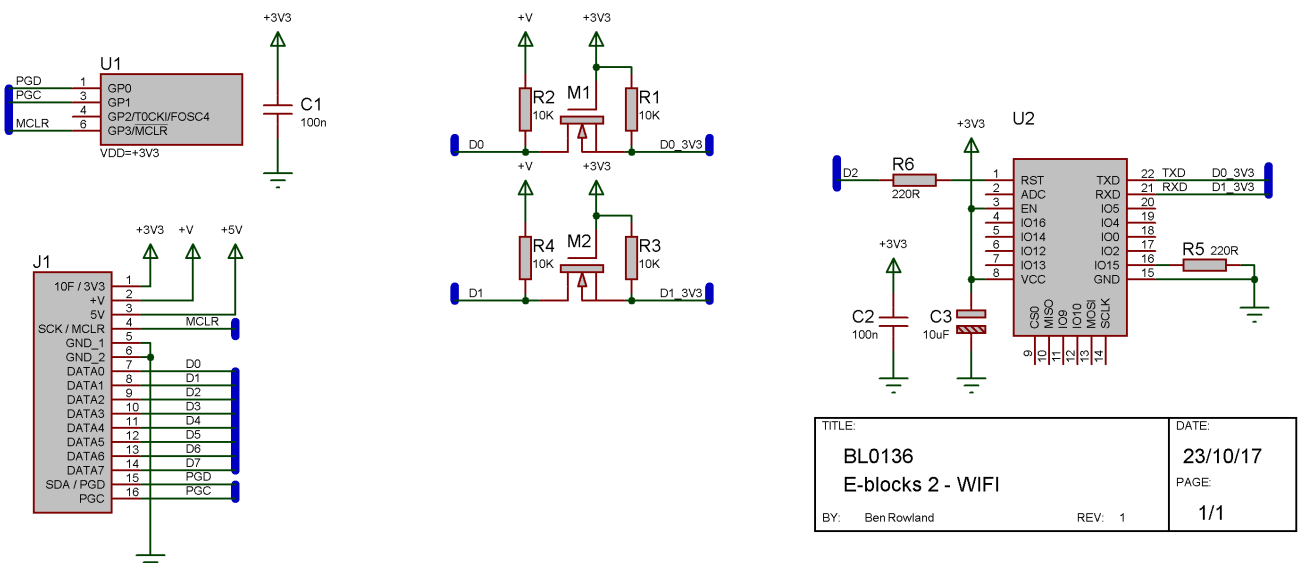 U1
PGD 1 GP0
PGC 3 GP1
4 GP2/T0CKI/FOSC4
MCLR 6 GP3/MCLR
VDD=+3V3
+3V3
C1
100n
+V
+3V3
R2
10K
M1
R1
10K
D0
D0_3V3
+V
+3V3
R4
10K
M2
R3
10K
D1
D1_3V3
J1
+3V3
+V
+5V
10F / 3V3 1
+V 2
5V 3
SCK / MCLR 4 MCLR
GND_1 5
GND_2 6
DATA0 7 D0
DATA1 8 D1
DATA2 9 D2
DATA3 10 D3
DATA4 11 D4
DATA5 12 D5
DATA6 13 D6
DATA7 14 D7
SDA / PGD 15 PGD
PGC 16 PGC
U2
+3V3
D2
R6
220R
1 RST
2 ADC
3 EN
4 IO16
5 IO14
6 IO12
7 IO13
8 VCC
TXD 22 TXD D0_3V3
RXD 21 RXD D1_3V3
IO5 20
IO4 19
IO0 18
IO2 17
IO15 16
GND 15
R5 220R
CS0 9
MISO 10
IO9 11
IO10 12
MOSI 13
SCLK 14
+3V3
C2
100n
C3
10uF
TITLE:
BL0136
E-blocks 2 - WIFI
BY: Ben Rowland
REV: 1
DATE:
23/10/17
PAGE:
1/1